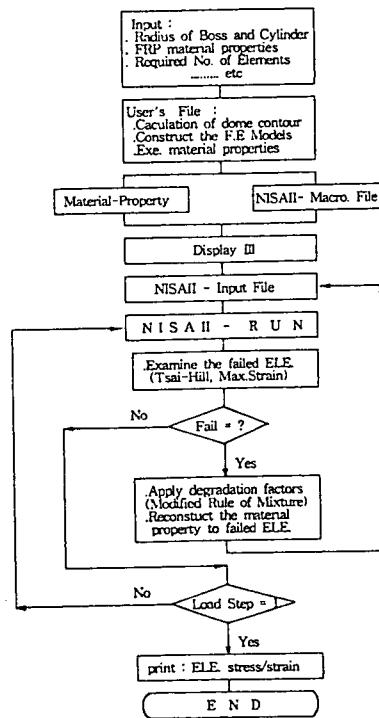 Input :
. Radius of Boss and Cylinder
. FRP material properties
. Required No. of Elements
......... etc
User's File :
.Caculation of dome contour
.Construct the F.E Models
.Exe. material properties
Material-Property
NISAII- Macro. File
Display III
NISAII - Input File
NISAII - RUN
.Examine the failed ELE.
(Tsai-Hill, Max.Strain)
No
Fail = ?
Yes
.Apply degradation factors
(Modified Rule of Mixture)
.Reconstuct the material
property to failed ELE.
No
Load Step =
Yes
print : ELE. stress/strain
E N D